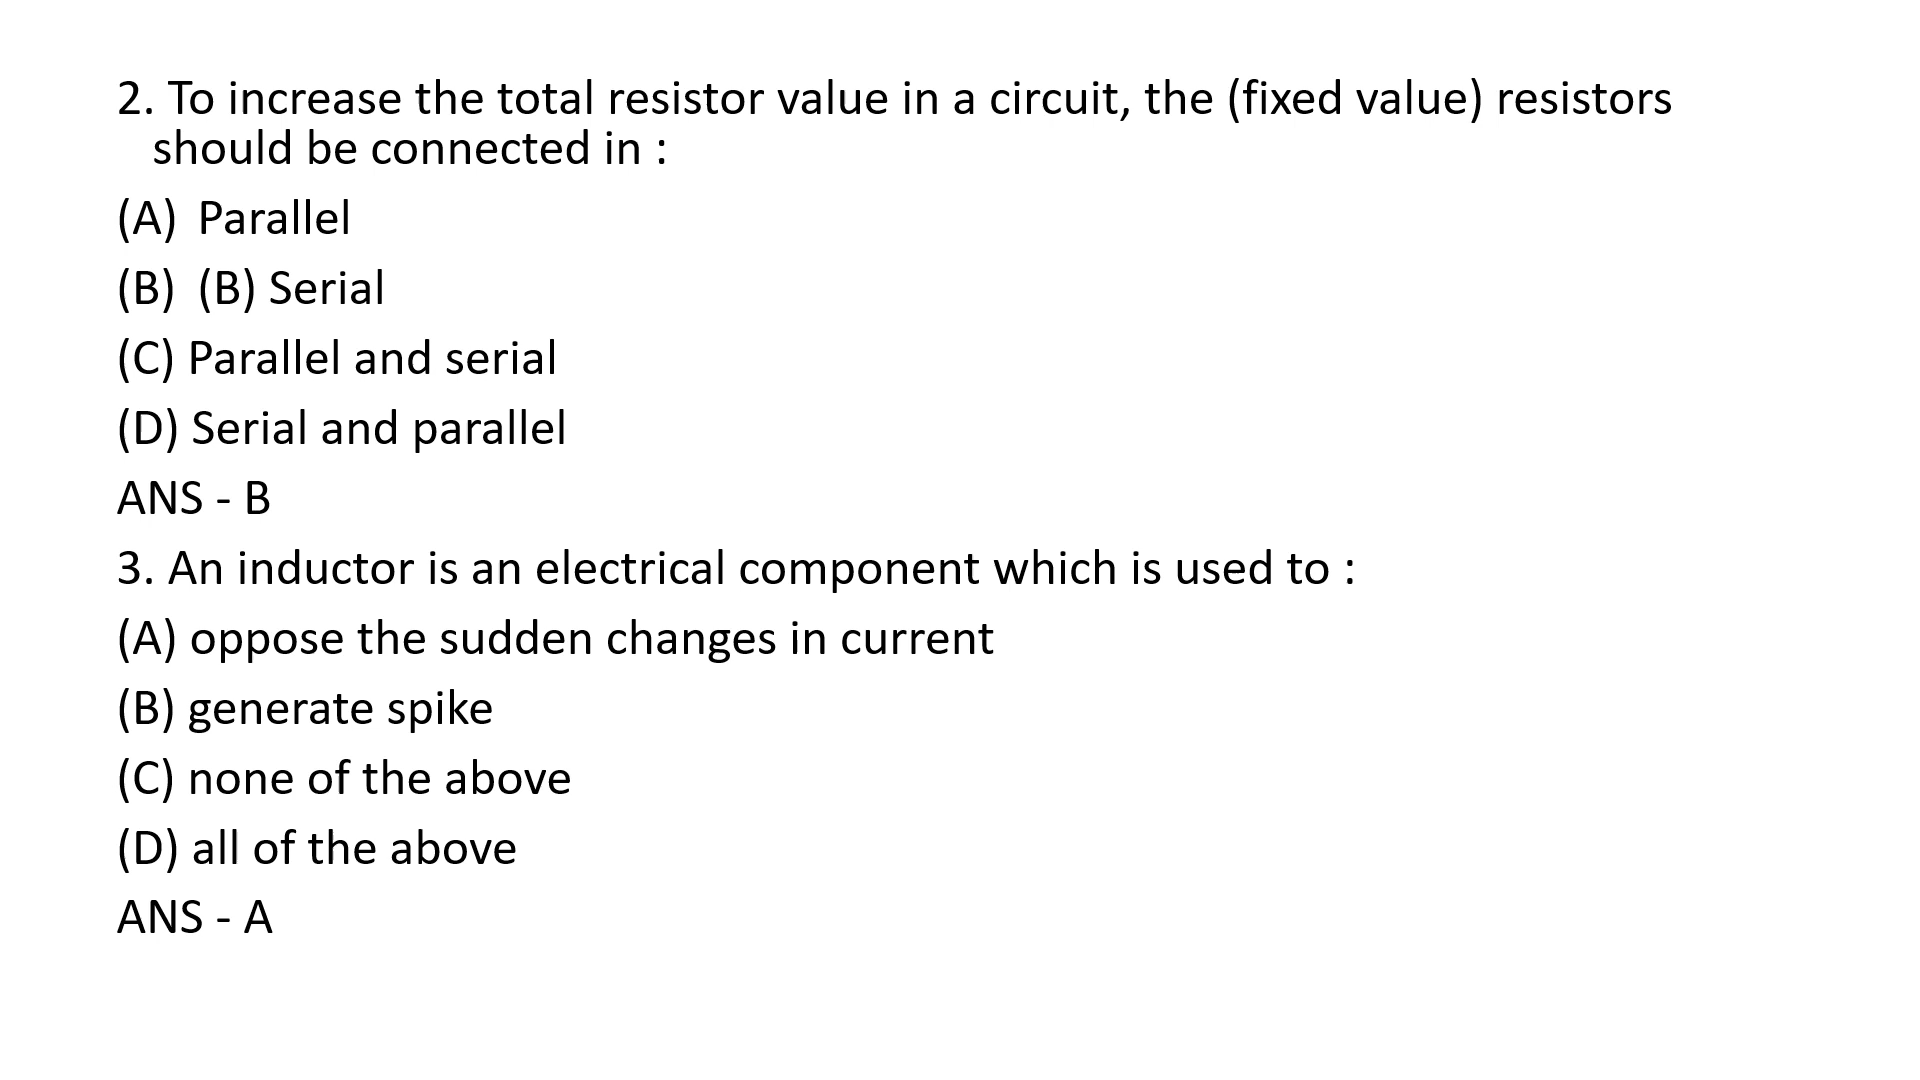 2. To increase the total resistor value in a circuit, the (fixed value) resistors
should be connected in :
(A) Parallel
(B) (B) Serial
(C) Parallel and serial
(D) Serial and parallel
ANS - B
3. An inductor is an electrical component which is used to :
(A) oppose the sudden changes in current
(B) generate spike
(C) none of the above
(D) all of the above
ANS - A